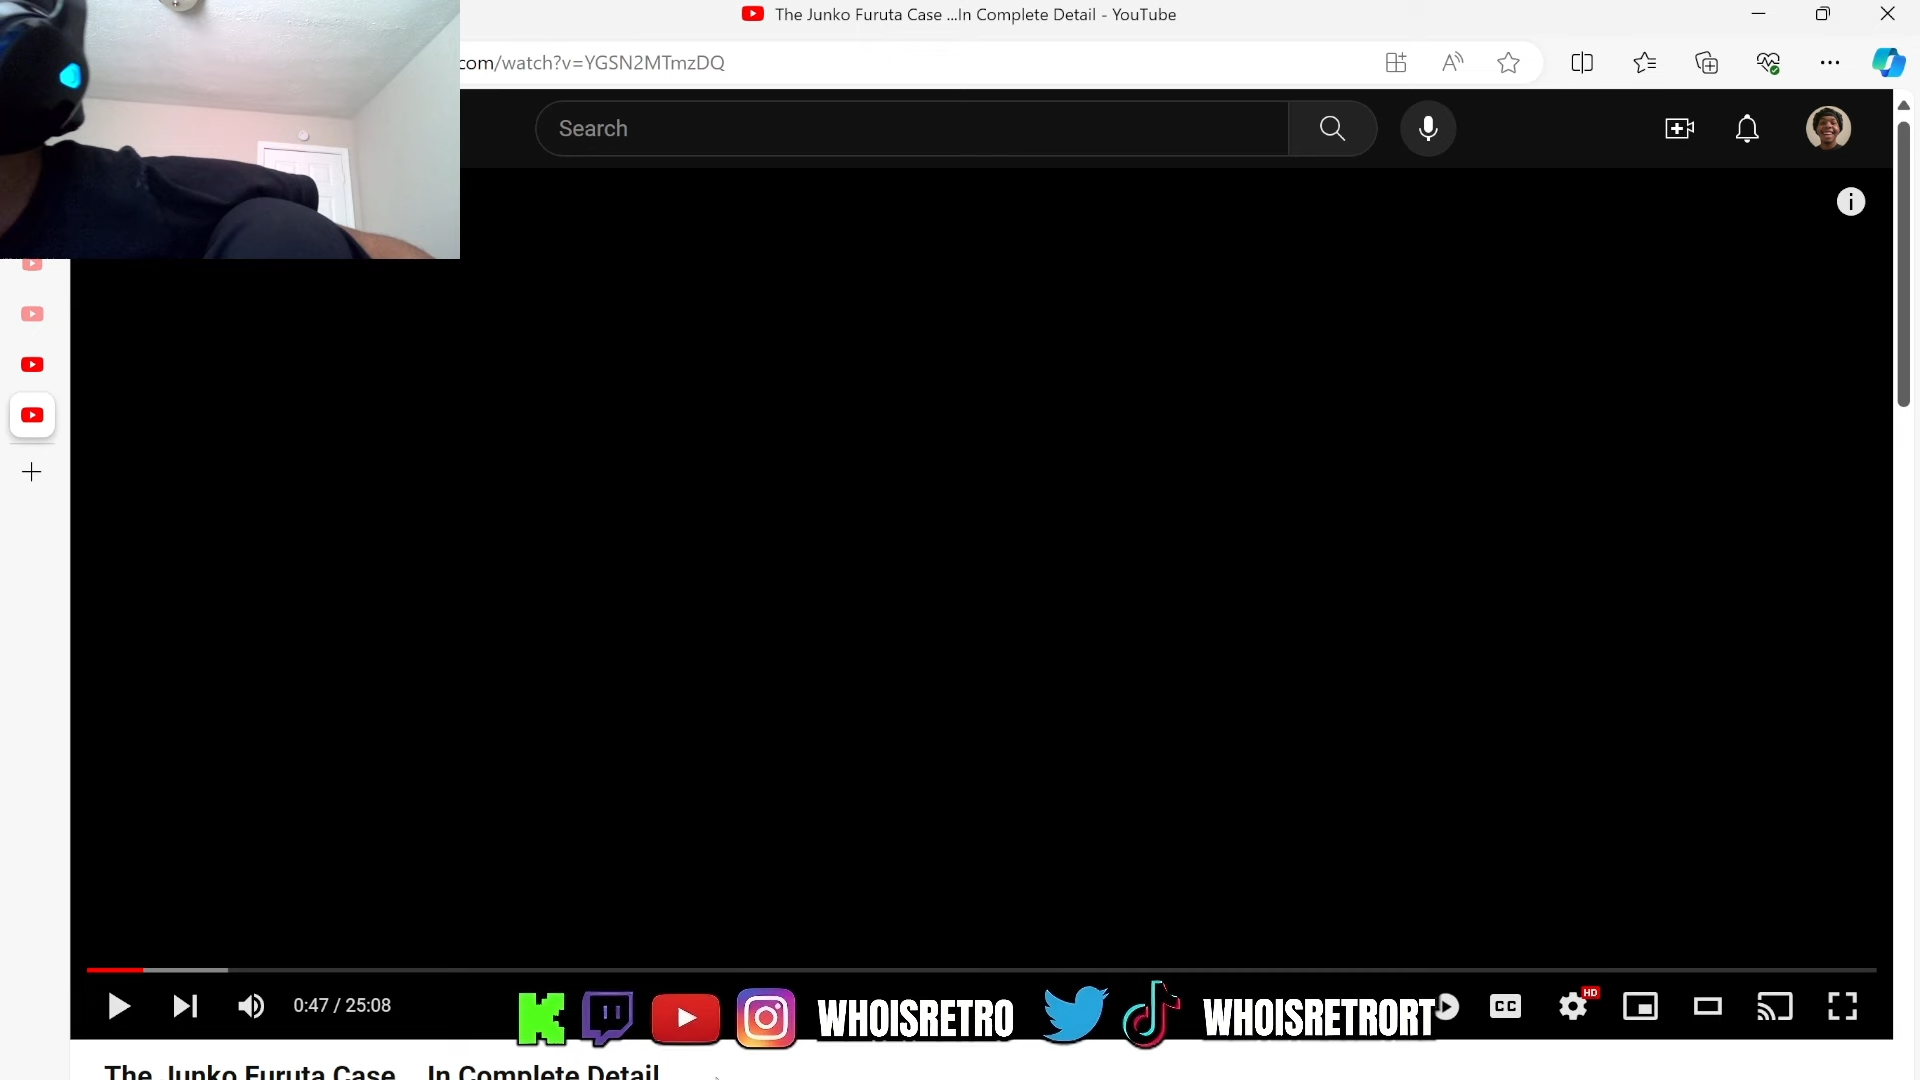 The Junko Furuta Case ...In Complete Detail - YouTube
com/watch?v=YGSN2MTmzDQ
Search
0:47 / 25:08
WHOISRETRO
WHOISRETRORT
CC
HD
The Junko Furuta Case ...In Complete Detail